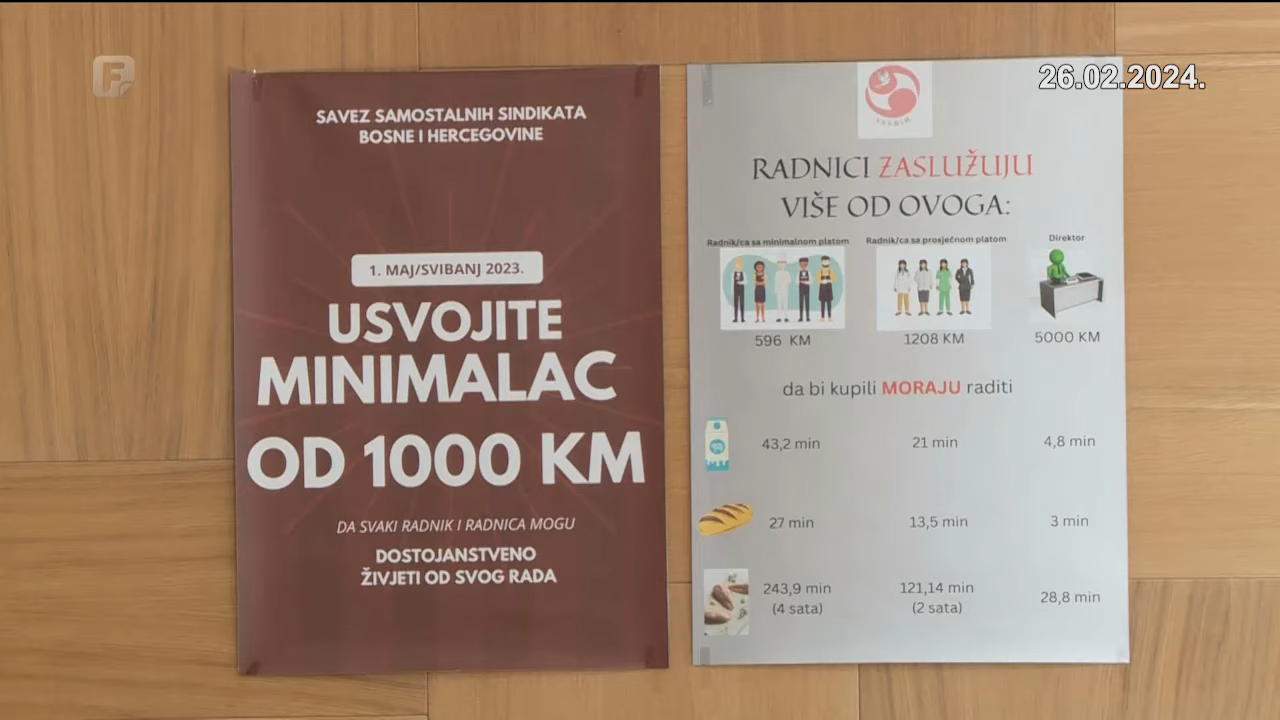 26.02.2024.
SAVEZ SAMOSTALNIH SINDIKATA
BOSNE I HERCEGOVINE
1. MAJ/SVIBANJ 2023.
USVOJITE
MINIMALAC
OD 1000 KM
DA SVAKI RADNIK I RADNICA MOGU
DOSTOJANSTVENO
ŽIVJETI OD SVOG RADA
RADNICI ZASLUŽUJU
VIŠE OD OVOGA:
Radnik/ca sa minimalnom platom Radnik/ca sa prosječnom platom Direktor
596 KM 1208 KM 5000 KM
da bi kupili MORAJU raditi
43,2 min 21 min 4,8 min
27 min 13,5 min 3 min
243,9 min 121,14 min 28,8 min
(4 sata) (2 sata)